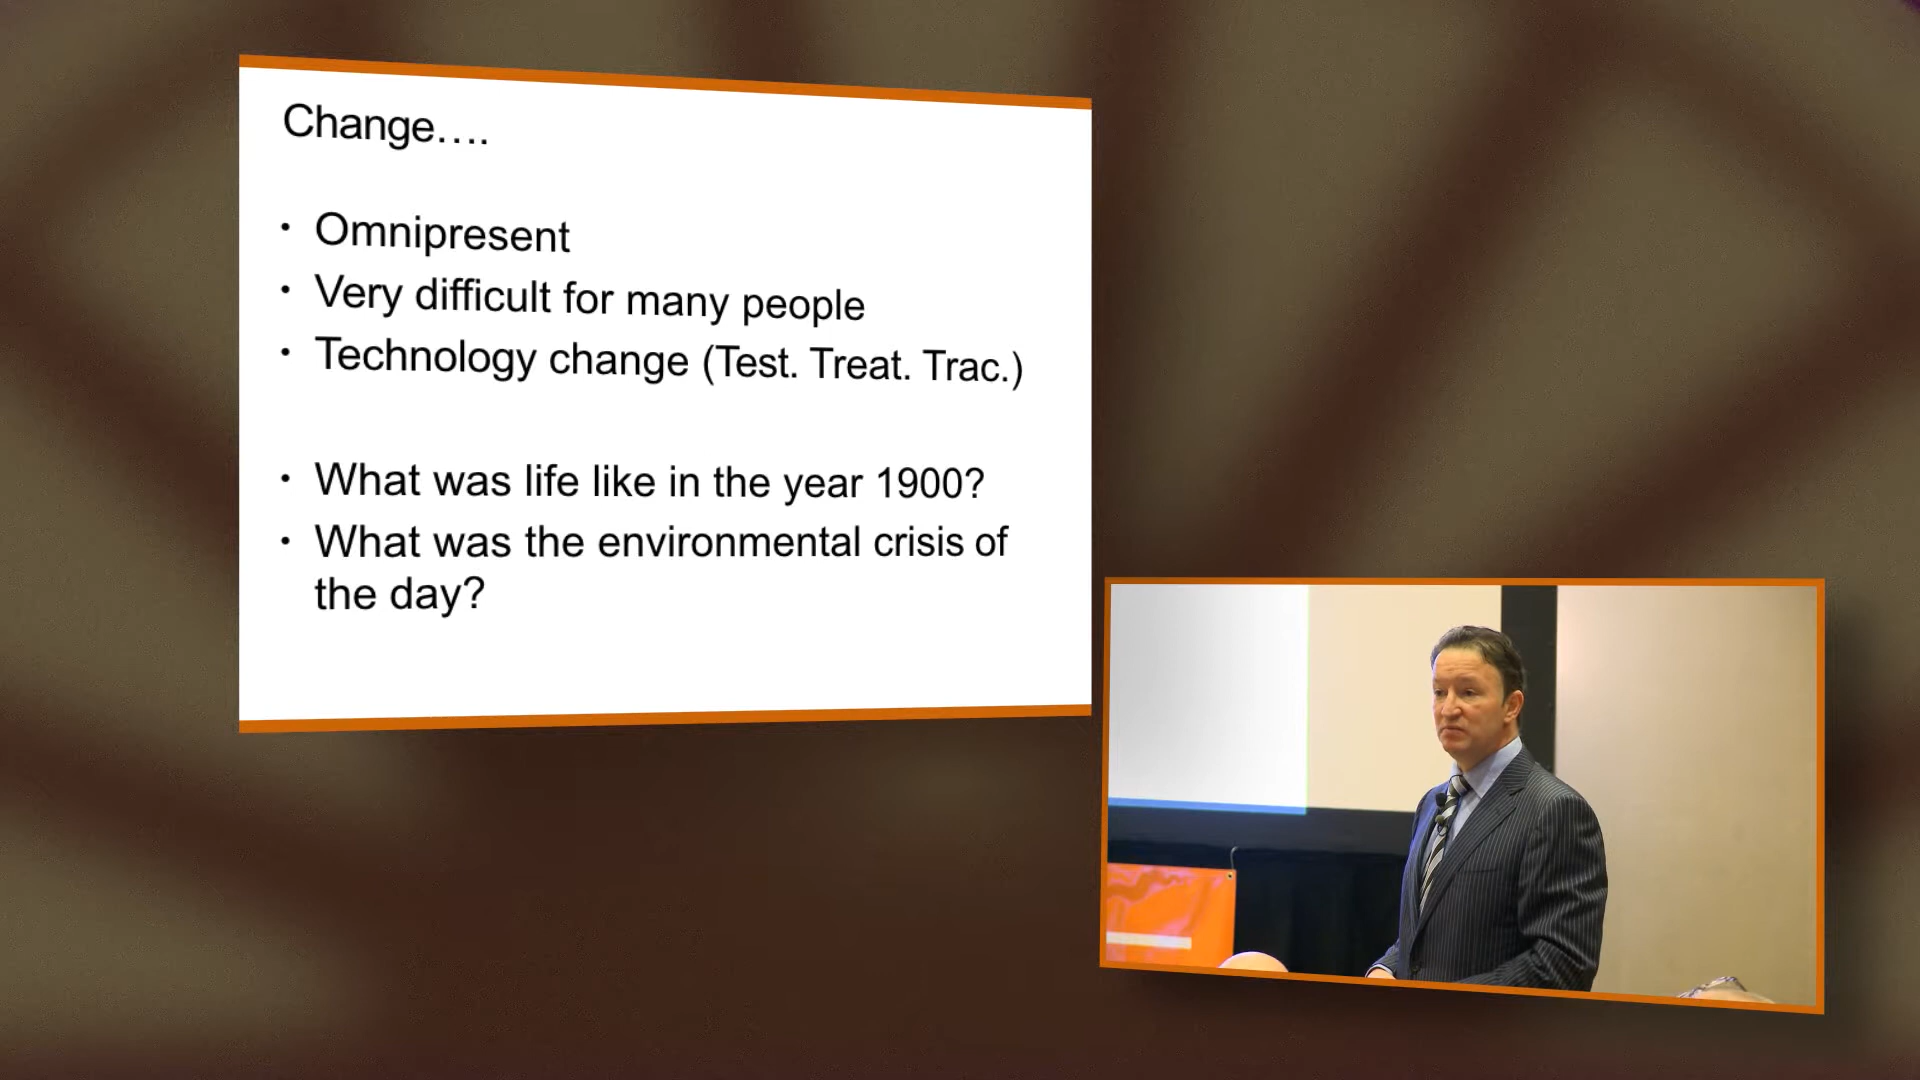 Change....
• Omnipresent
• Very difficult for many people
• Technology change (Test. Treat. Trac.)
• What was life like in the year 1900?
• What was the environmental crisis of
the day?